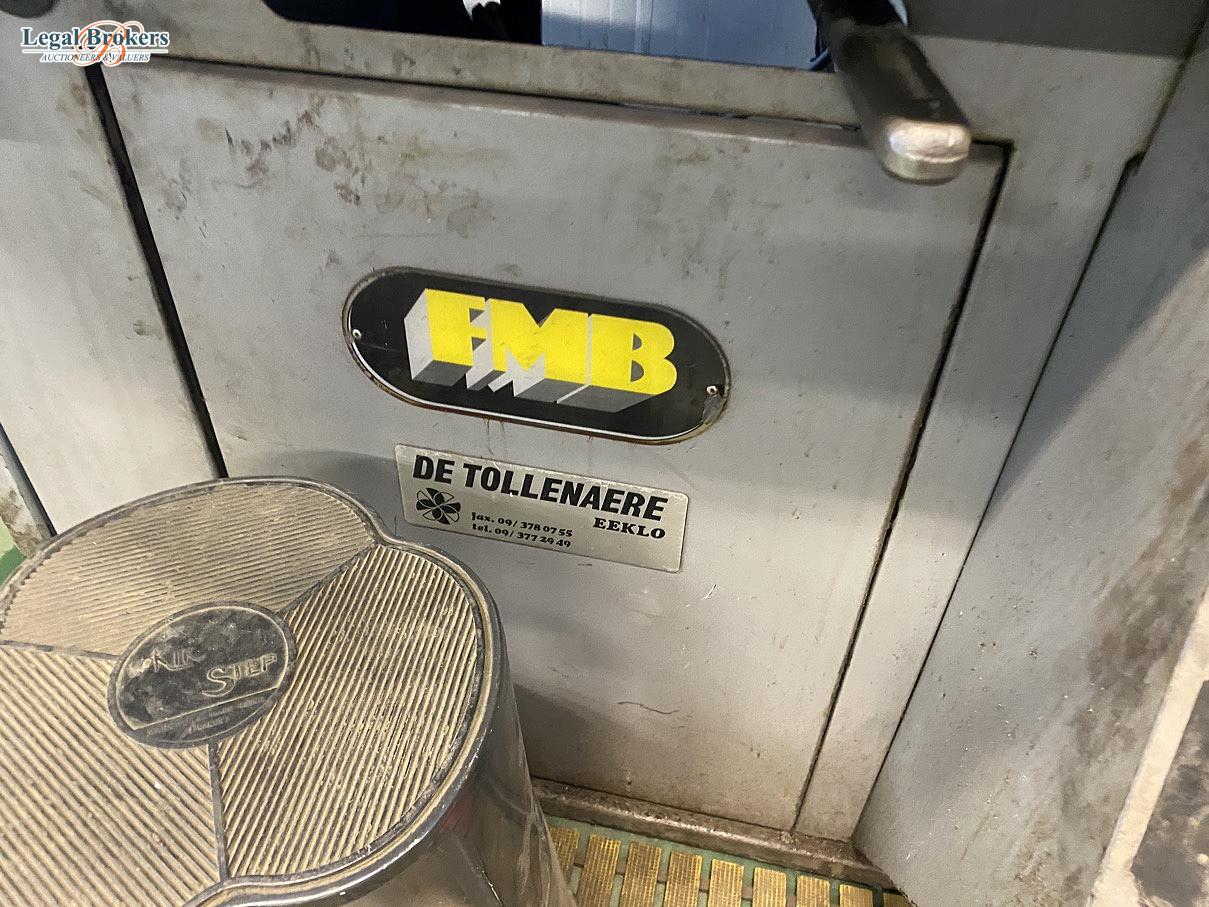 Legal Brokers
AUCTIONEERS & VALUERS
FMB
DE TOLLENAERE
EEKLO
fax. 09/ 378 07 55
tel. 09/ 377 29 49
KIK
STEP